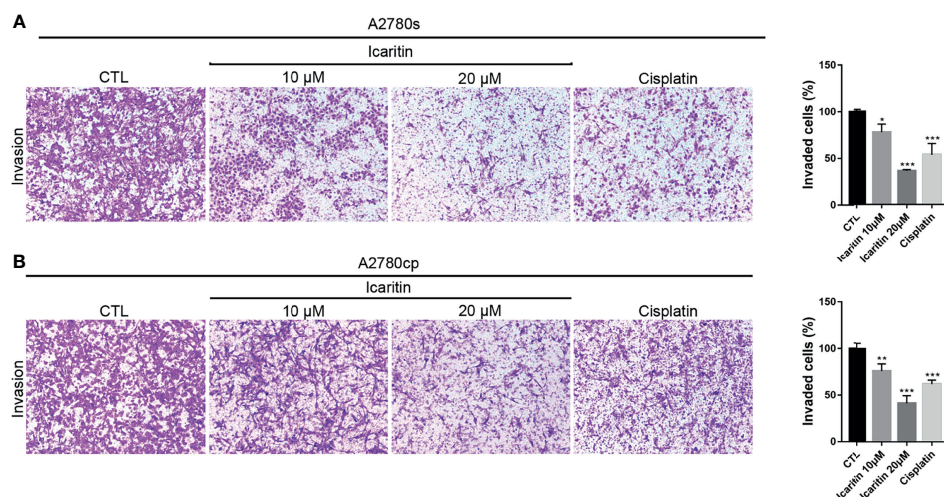 A
A2780s
Icaritin
CTL
10 µM
20 µM
Cisplatin
Invasion
Invaded cells (%)
150
100
50
0
*
***
***
CTL
Icaritin 10µM
Icaritin 20µM
Cisplatin
B
A2780cp
Icaritin
CTL
10 µM
20 µM
Cisplatin
Invasion
Invaded cells (%)
150
100
50
0
**
***
***
CTL
Icaritin 10µM
Icaritin 20µM
Cisplatin